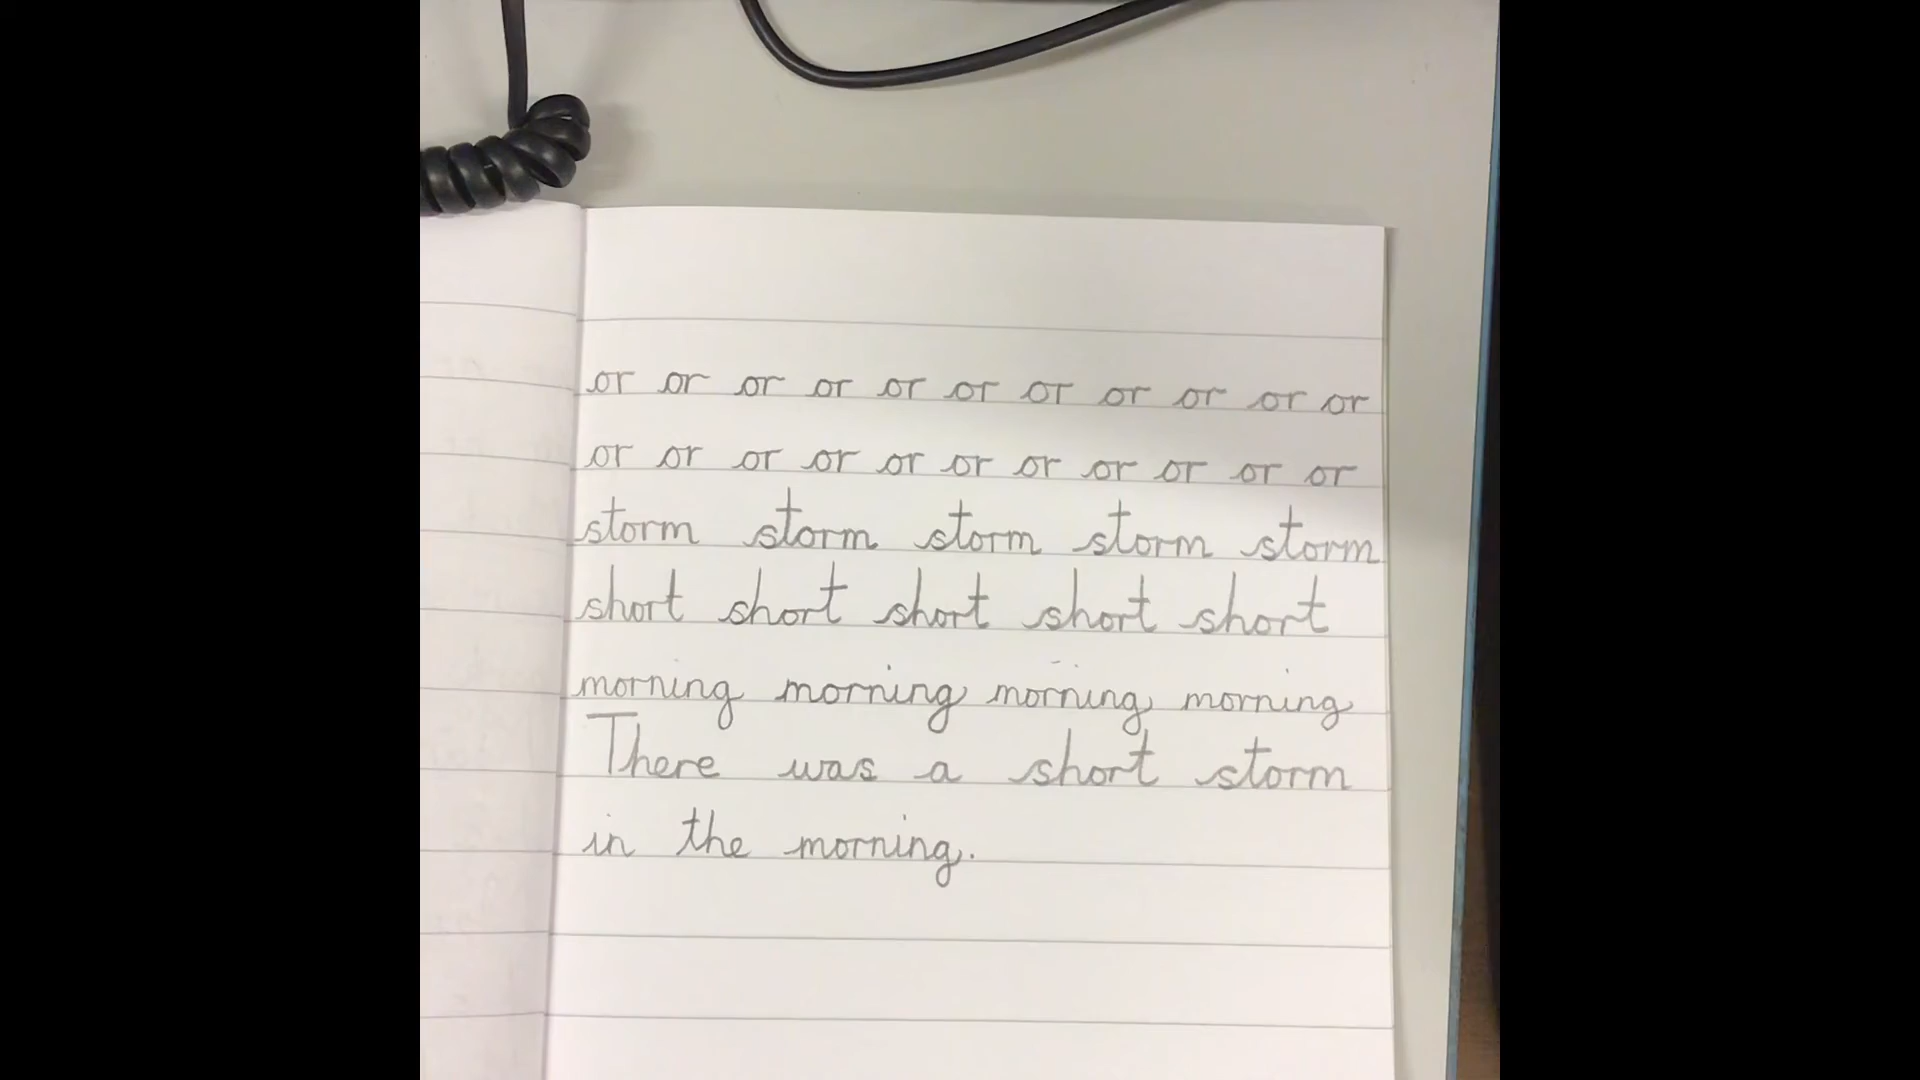 or or or or or or or or or or or
or or or or or or or or or or or
storm storm storm storm storm
short short short short short
morning morning morning morning
There was a short storm
in the morning.